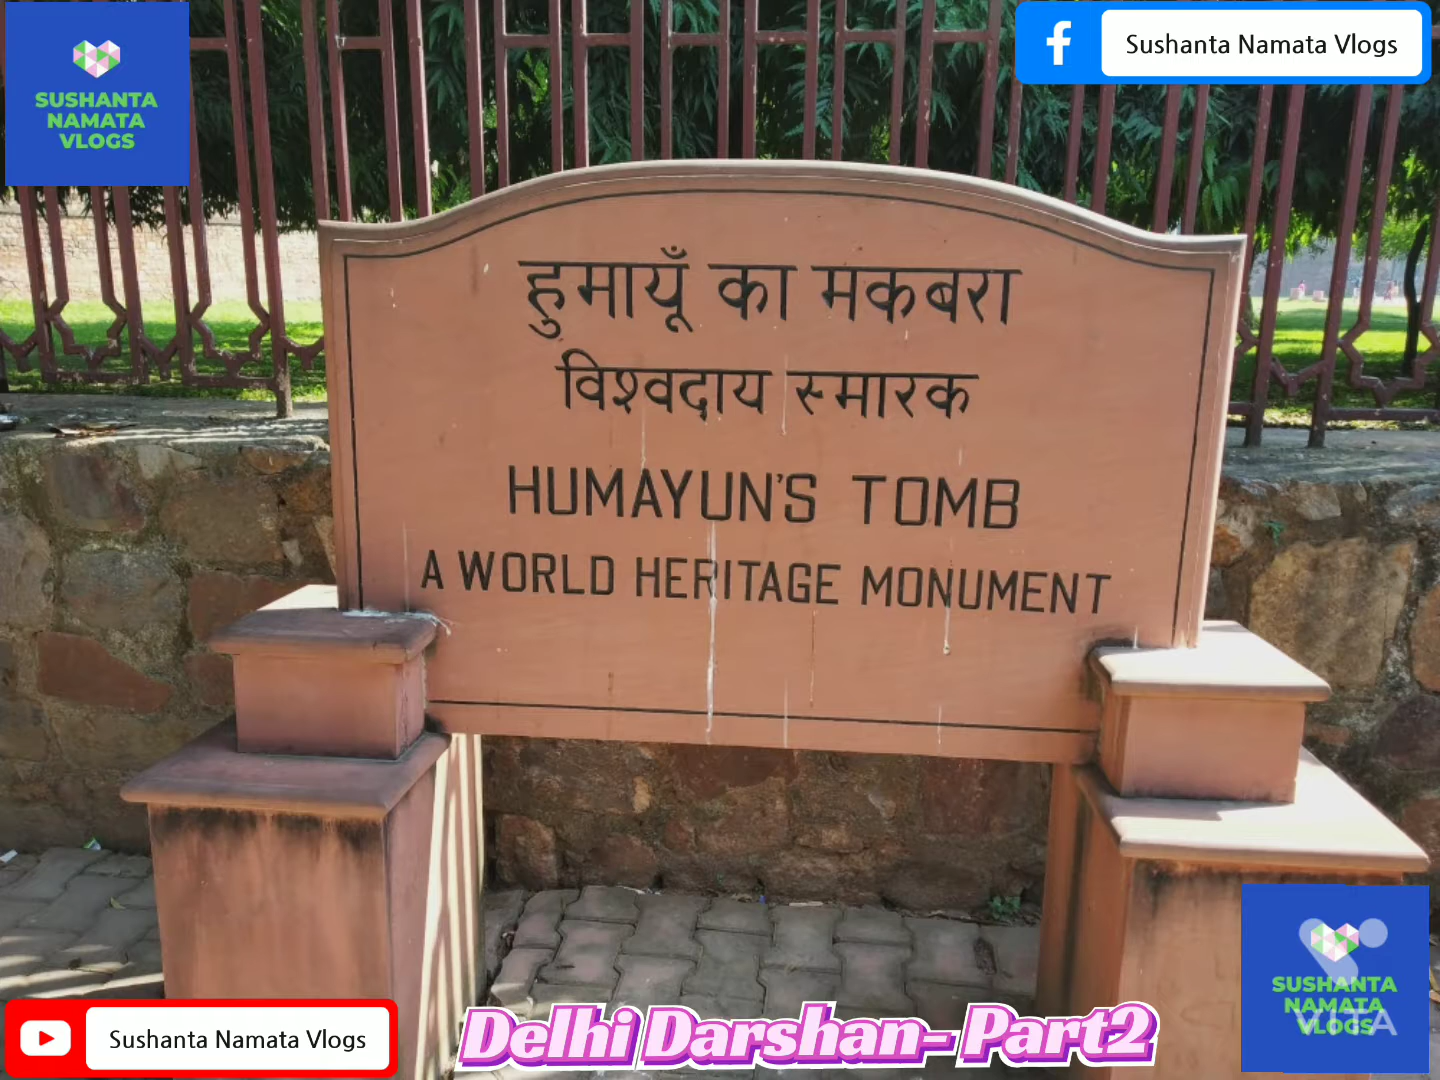 SUSHANTA
NAMATA
VLOGS
Sushanta Namata Vlogs
हुमायूँ का मकबरा
विश्वदाय स्मारक
HUMAYUN'S TOMB
A WORLD HERITAGE MONUMENT
SUSHANTA
NAMATA
VLOGS
VITA
Sushanta Namata Vlogs
Delhi Darshan- Part2